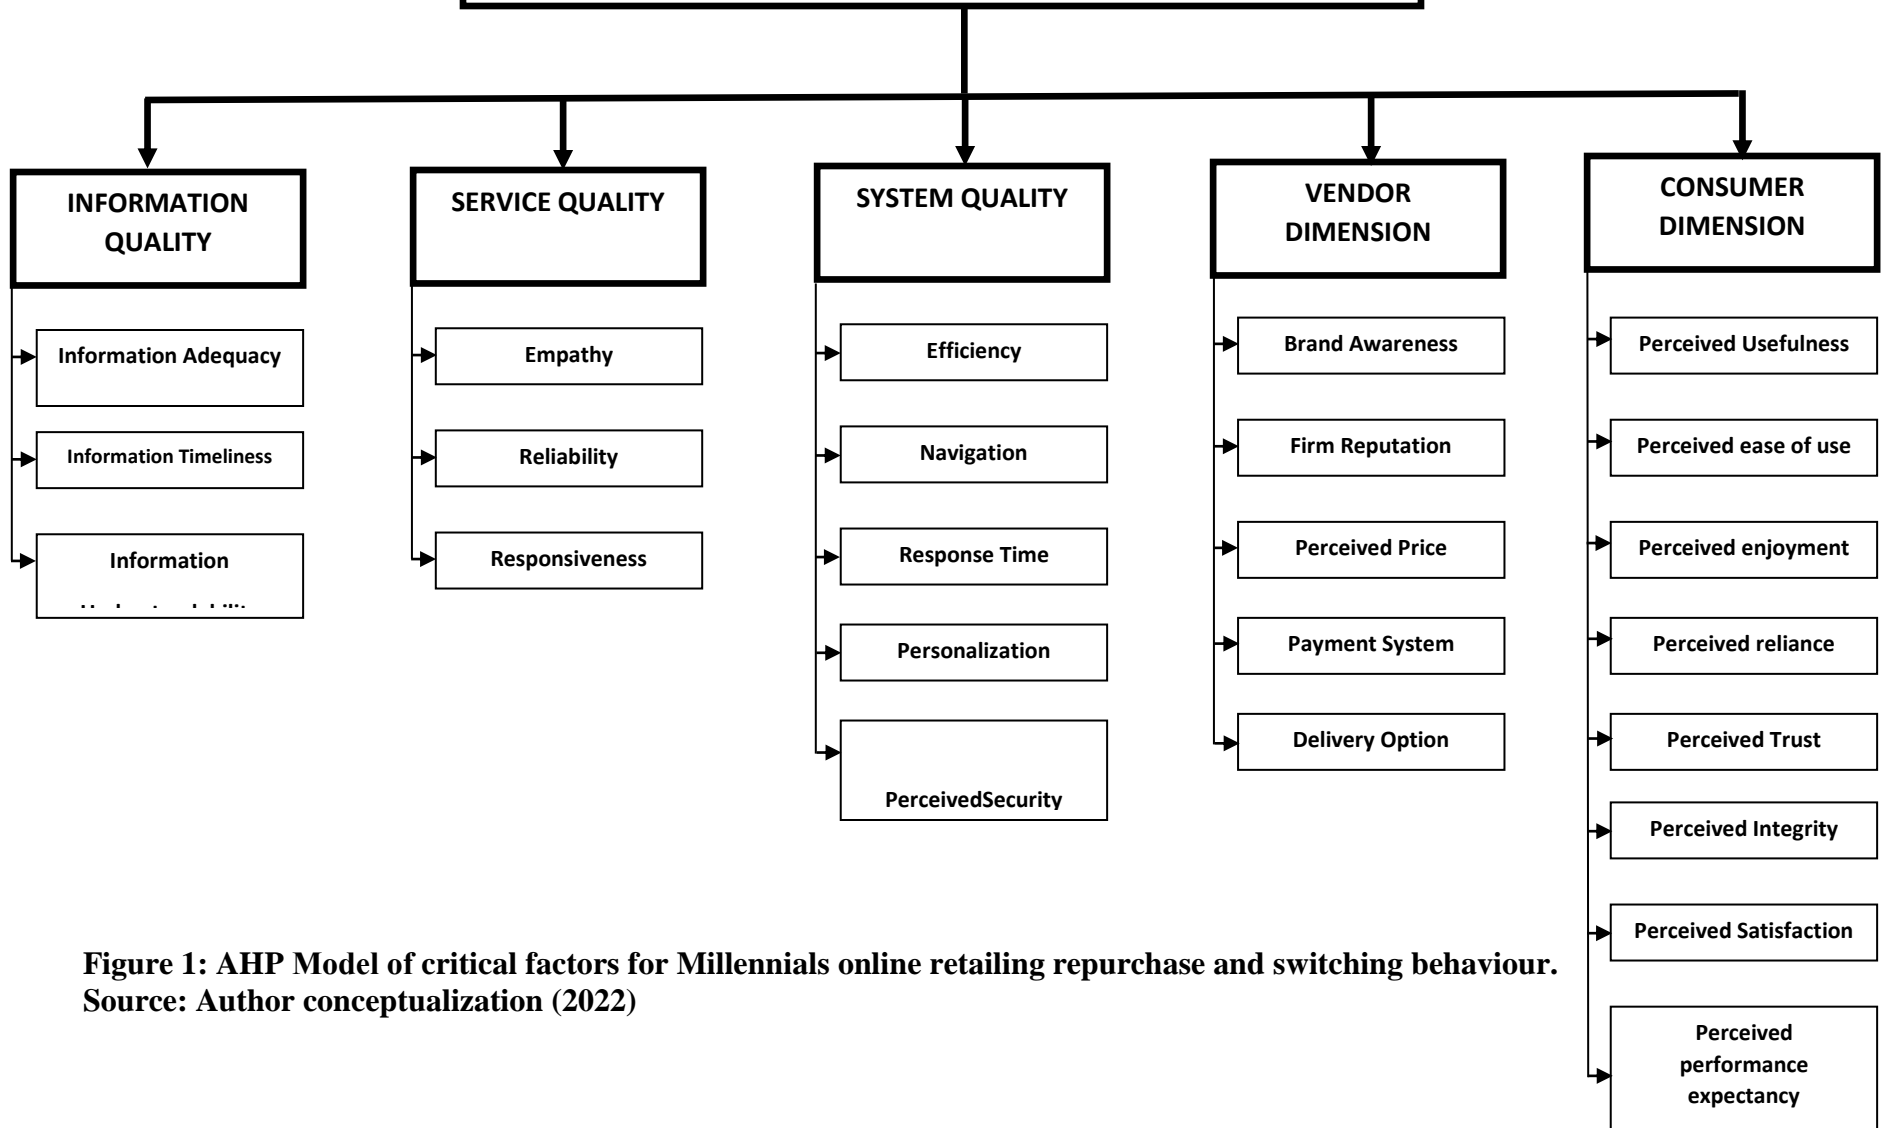 INFORMATION
QUALITY
Information Adequacy
Information Timeliness
Information
SERVICE QUALITY
Empathy
Reliability
Responsiveness
SYSTEM QUALITY
Efficiency
Navigation
Response Time
Personalization
PerceivedSecurity
VENDOR
DIMENSION
Brand Awareness
Firm Reputation
Perceived Price
Payment System
Delivery Option
CONSUMER
DIMENSION
Perceived Usefulness
Perceived ease of use
Perceived enjoyment
Perceived reliance
Perceived Trust
Perceived Integrity
Perceived Satisfaction
Perceived
performance
expectancy
Figure 1: AHP Model of critical factors for Millennials online retailing repurchase and switching behaviour.
Source: Author conceptualization (2022)